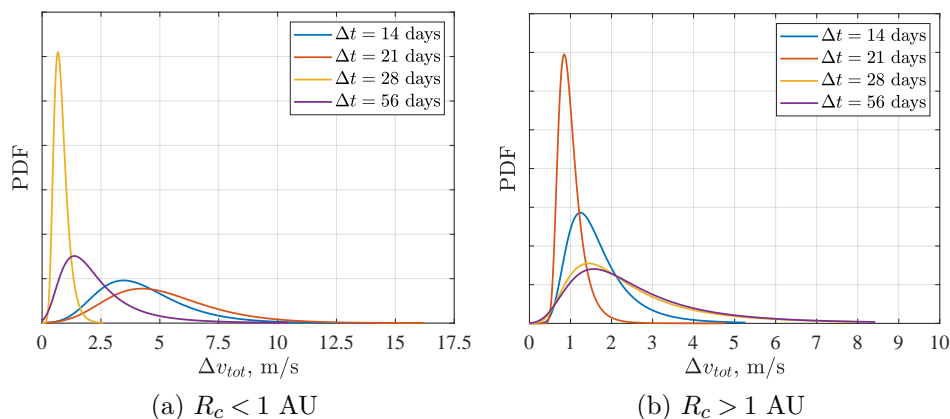 PDF
Δt = 14 days
Δt = 21 days
Δt = 28 days
Δt = 56 days
0 2.5 5 7.5 10 12.5 15 17.5
Δv_tot, m/s
(a) R_c < 1 AU
PDF
Δt = 14 days
Δt = 21 days
Δt = 28 days
Δt = 56 days
0 1 2 3 4 5 6 7 8 9 10
Δv_tot, m/s
(b) R_c > 1 AU